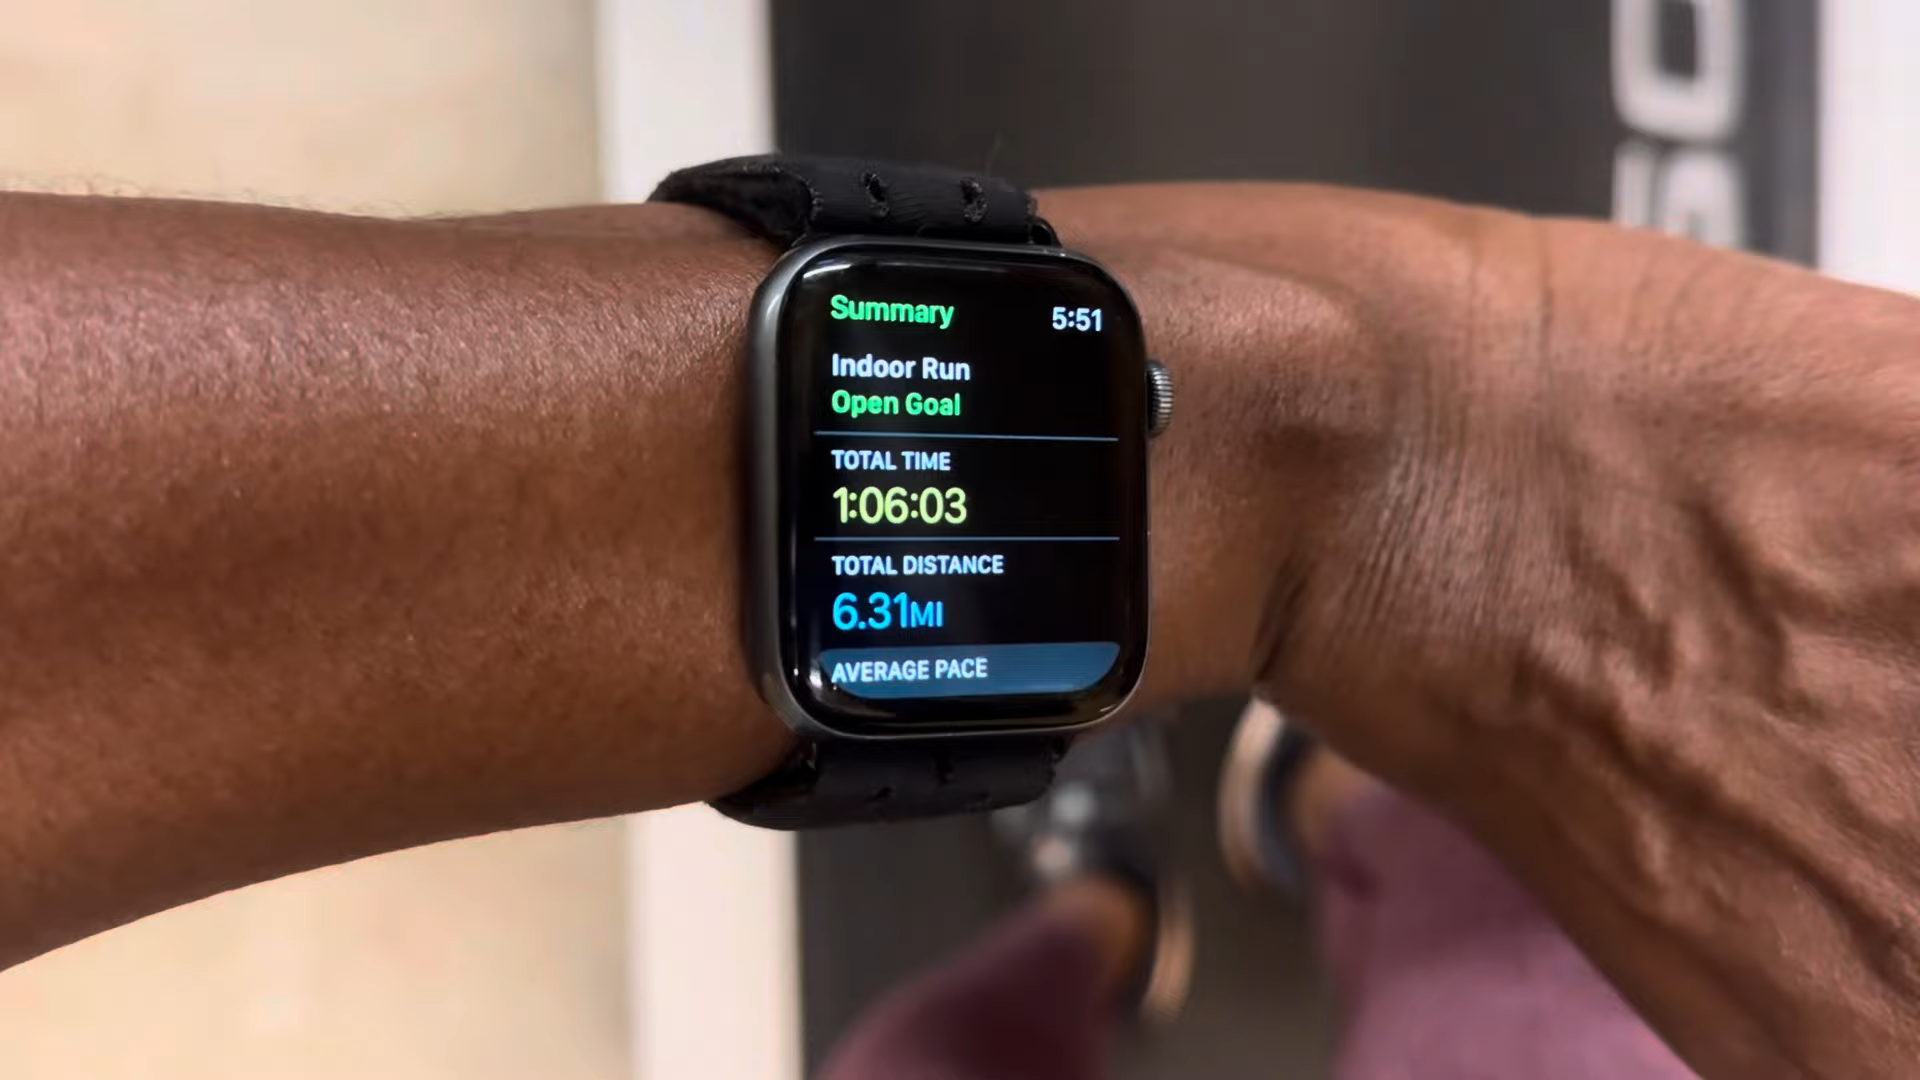 Summary
5:51
Indoor Run
Open Goal
TOTAL TIME
1:06:03
TOTAL DISTANCE
6.31MI
AVERAGE PACE